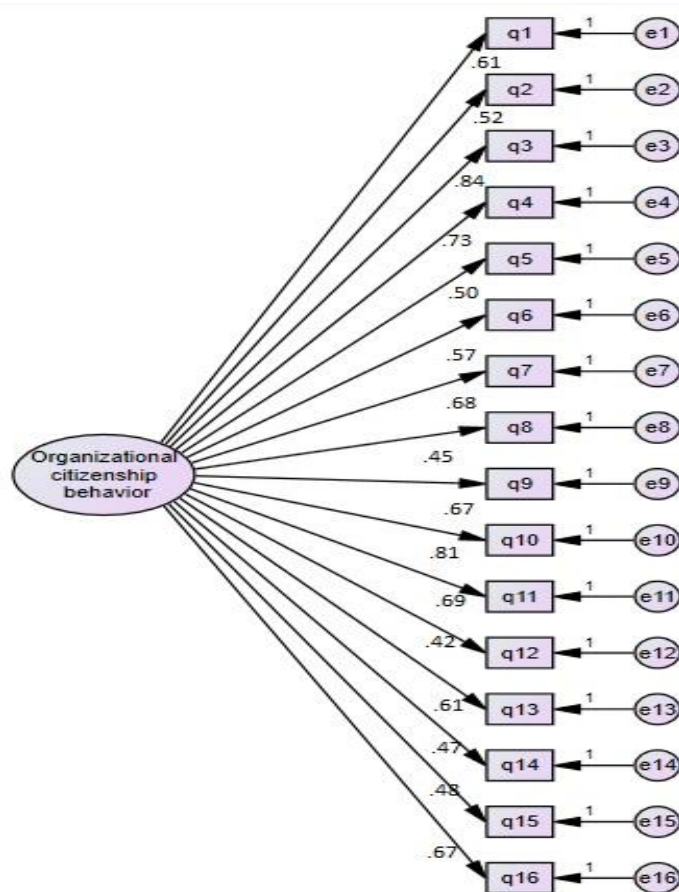 q1
1
e1
.61
q2
1
e2
.52
q3
1
e3
.84
q4
1
e4
.73
q5
1
e5
.50
q6
1
e6
.57
q7
1
e7
.68
q8
1
e8
.45
Organizational
citizenship
behavior
q9
1
e9
.67
q10
1
e10
.81
q11
1
e11
.69
q12
1
e12
.42
q13
1
e13
.61
q14
1
e14
.47
q15
1
e15
.48
q16
1
e16
.67